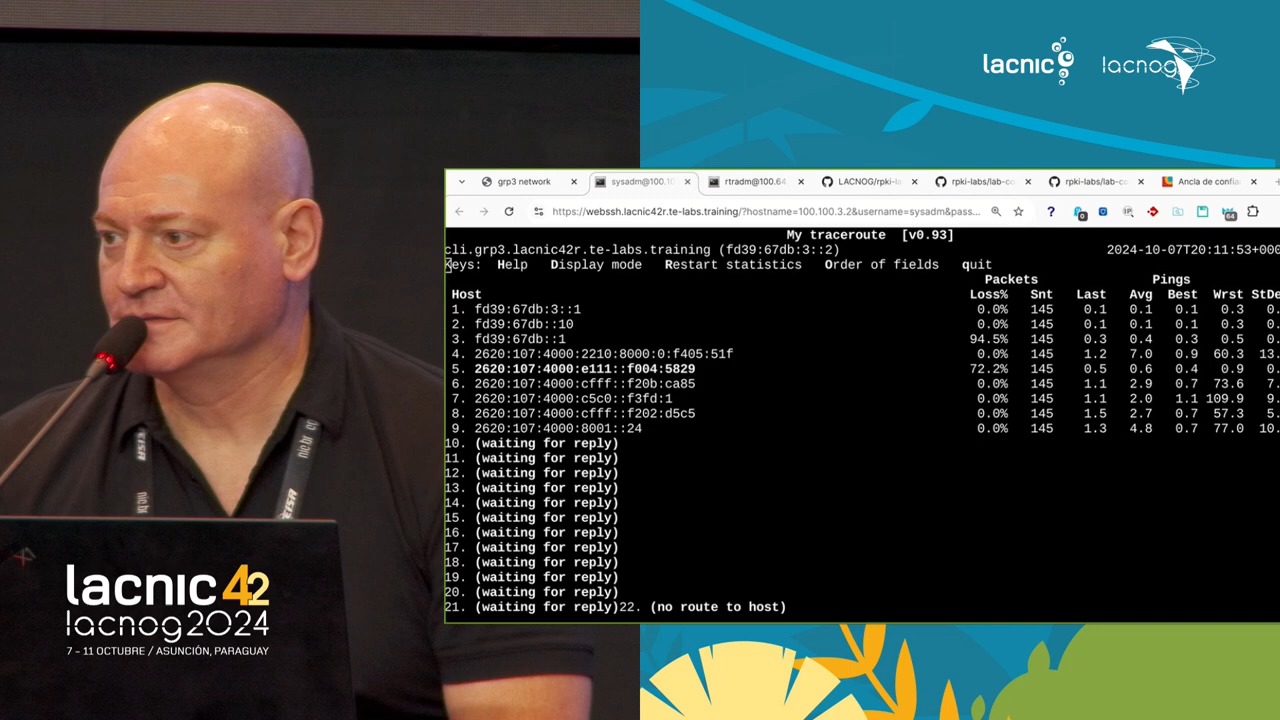 lacnic
lacnog
grp3 network
sysadm@100.10
rtradm@100.64.
LACNOG/rpki-la
rpki-labs/lab-co
rpki-labs/lab-co
Ancla de confia
https://webssh.lacnic42r.te-labs.training/?hostname=100.100.3.2&username=sysadm&pass...
My traceroute [v0.93]
cli.grp3.lacnic42r.te-labs.training (fd39:67db:3::2) 2024-10-07T20:11:53+000
Keys: Help Display mode Restart statistics Order of fields quit
Packets Pings
Host Loss% Snt Last Avg Best Wrst StDe
1. fd39:67db:3::1 0.0% 145 0.1 0.1 0.1 0.3 0.
2. fd39:67db::10 0.0% 145 0.1 0.1 0.1 0.3 0.
3. fd39:67db::1 94.5% 145 0.3 0.4 0.3 0.5 0.
4. 2620:107:4000:2210:8000:0:f405:51f 0.0% 145 1.2 7.0 0.9 60.3 13.
5. 2620:107:4000:e111::f004:5829 72.2% 145 0.5 0.6 0.4 0.9 0.
6. 2620:107:4000:cfff::f20b:ca85 0.0% 145 1.1 2.9 0.7 73.6 7.
7. 2620:107:4000:c5c0::f3fd:1 0.0% 145 1.1 2.0 1.1 109.9 9.
8. 2620:107:4000:cfff::f202:d5c5 0.0% 145 1.5 2.7 0.7 57.3 5.
9. 2620:107:4000:8001::24 0.0% 145 1.3 4.8 0.7 77.0 10.
10. (waiting for reply)
11. (waiting for reply)
12. (waiting for reply)
13. (waiting for reply)
14. (waiting for reply)
15. (waiting for reply)
16. (waiting for reply)
17. (waiting for reply)
18. (waiting for reply)
19. (waiting for reply)
20. (waiting for reply)
21. (waiting for reply)22. (no route to host)
lacnic 42
lacnog2024
7 – 11 OCTUBRE / ASUNCIÓN, PARAGUAY